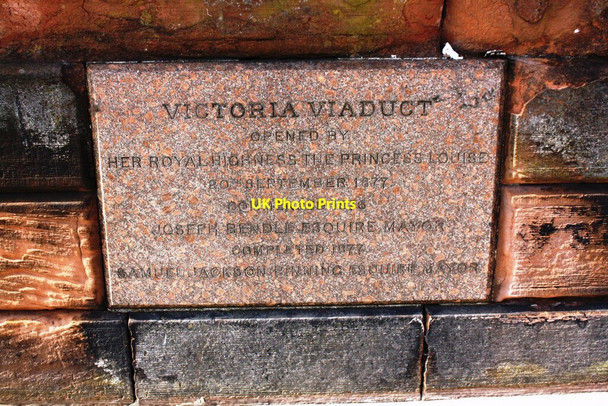 VICTORIA VIADUCT
OPENED BY
HER ROYAL HIGHNESS THE PRINCESS LOUISE
20TH SEPTEMBER 1877
UK Photo Prints
JOSEPH BENDLE ESQUIRE MAYOR
COMPLETED 1877
SAMUEL JACKSON BINNING ESQUIRE MAYOR